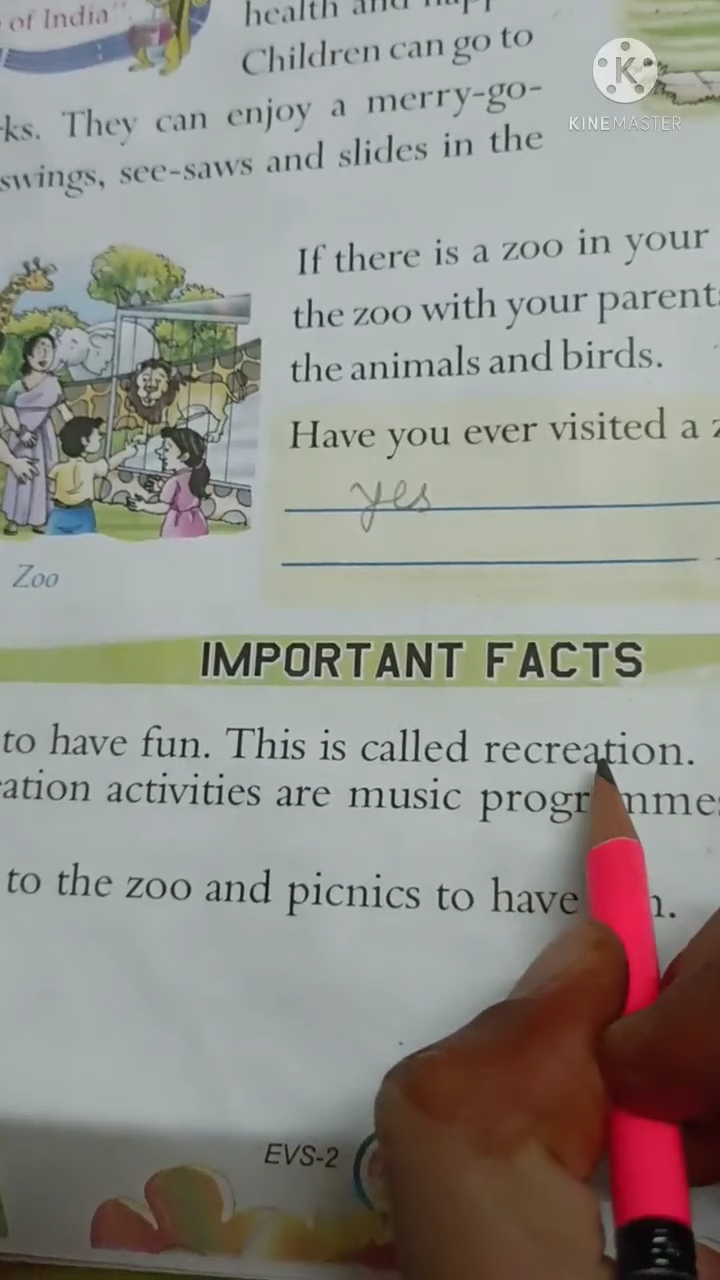 of India"
health and
Children can go to
KINEMASTER
ks. They can enjoy a merry-go-
swings, see-saws and slides in the
If there is a zoo in your
the zoo with your parent
the animals and birds.
Have you ever visited a z
yes
Zoo
IMPORTANT FACTS
to have fun. This is called recreation.
ation activities are music progr mme
to the zoo and picnics to have n.
EVS-2